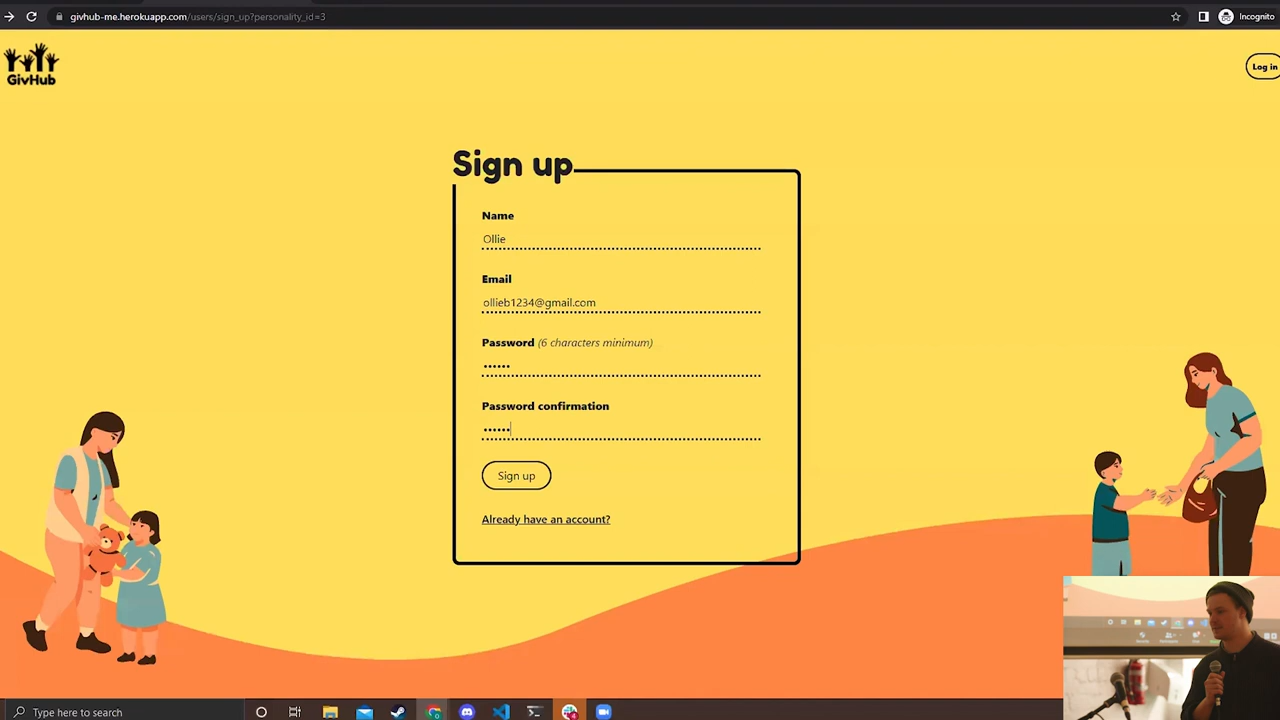 givhub-me.herokuapp.com/users/sign_up?personality_id=3
Incognito
GivHub
Log in
Sign up
Name
Ollie
Email
ollieb1234@gmail.com
Password (6 characters minimum)
••••••
Password confirmation
••••••
Sign up
Already have an account?
Type here to search